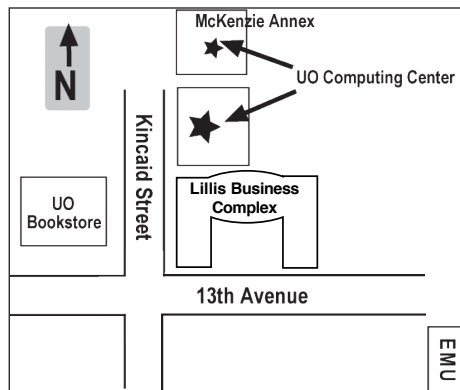 McKenzie Annex
N
UO Computing Center
Kincaid Street
Lillis Business
Complex
UO
Bookstore
13th Avenue
EMU